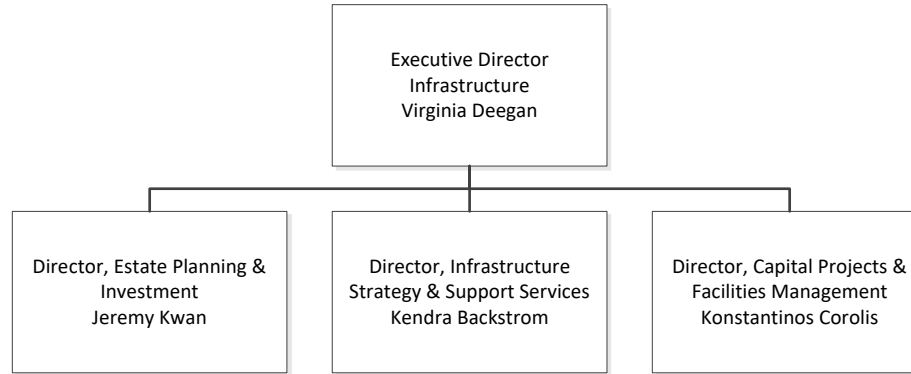 Executive Director
Infrastructure
Virginia Deegan
Director, Estate Planning &
Investment
Jeremy Kwan
Director, Infrastructure
Strategy & Support Services
Kendra Backstrom
Director, Capital Projects &
Facilities Management
Konstantinos Corolis